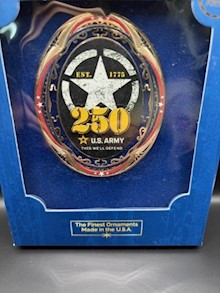 EST. 1775
250
U.S. ARMY
THIS WE'LL DEFEND
The Finest Ornaments
Made in the U.S.A.